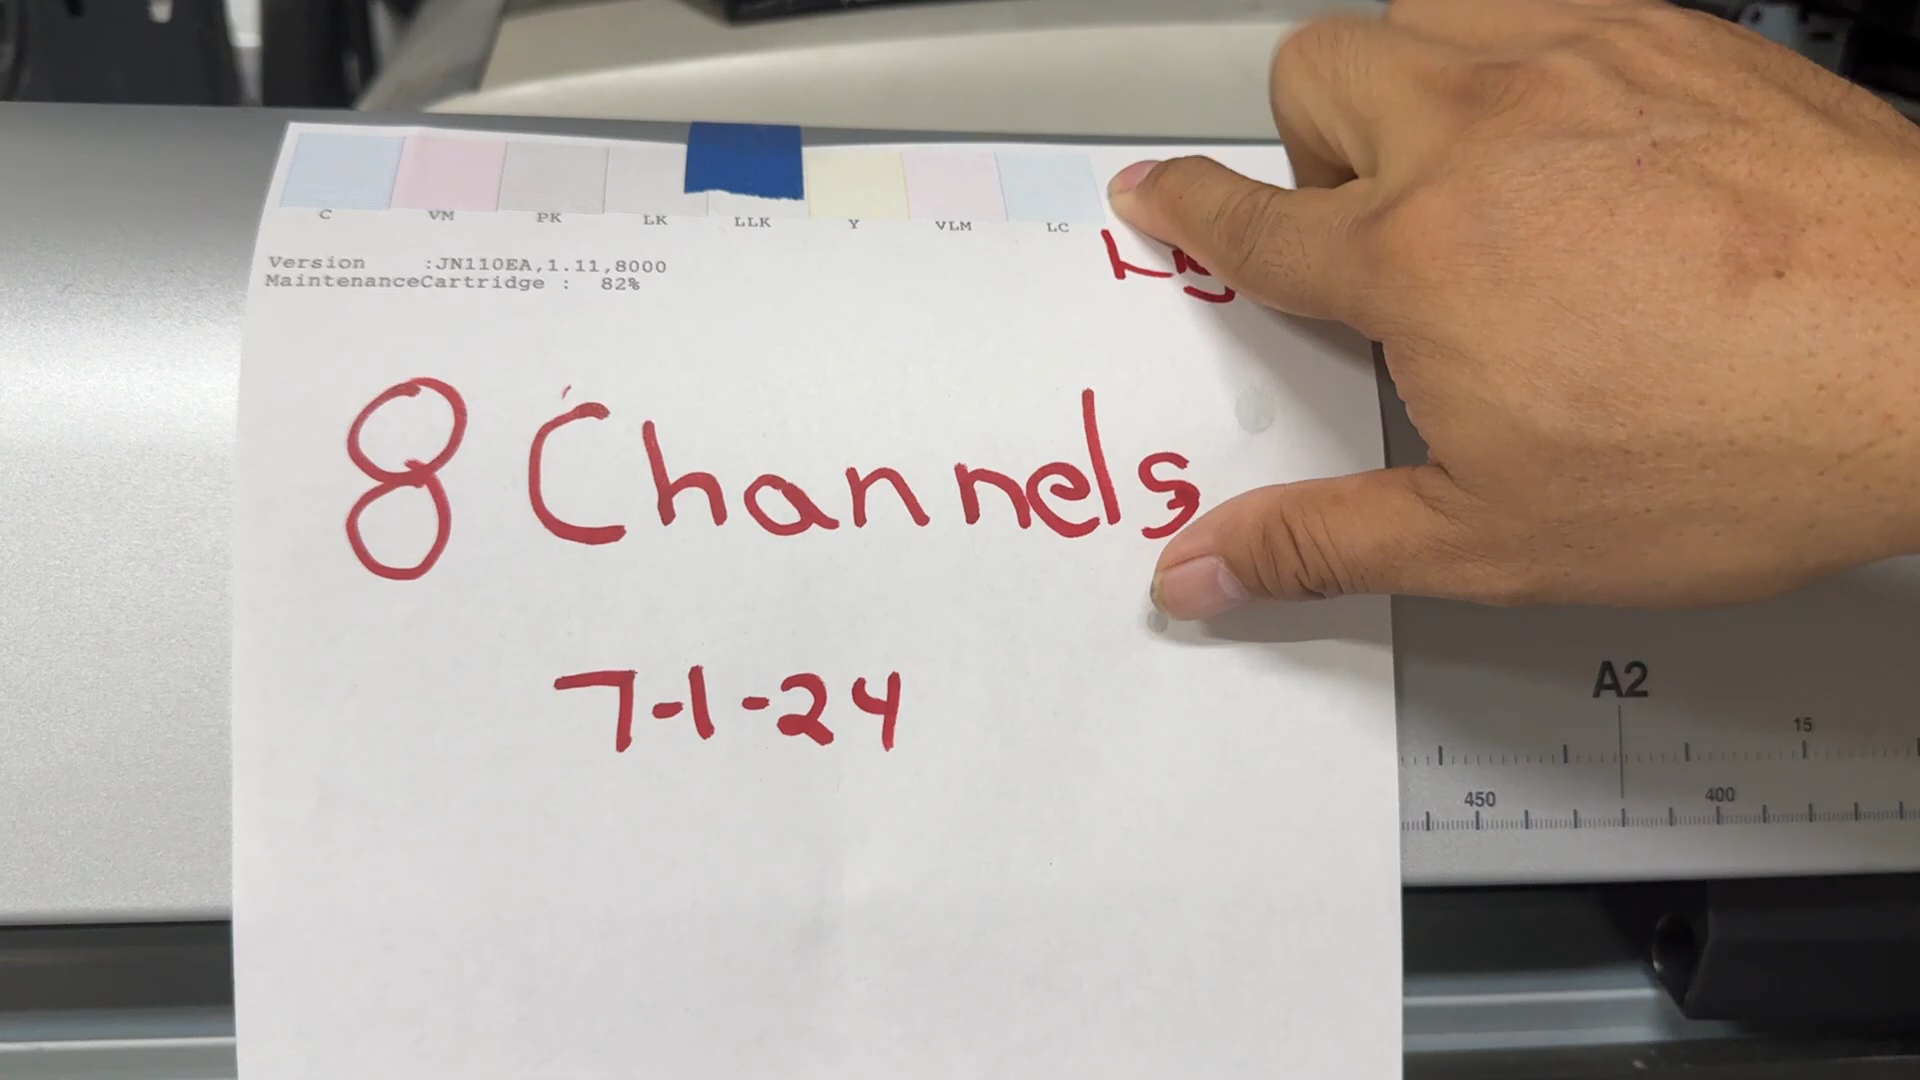 C VM PK LK LLK Y VLM LC
Version :JN110EA,1.11,8000
MaintenanceCartridge : 82%
8 Channels
7-1-24
A2
15
450 400